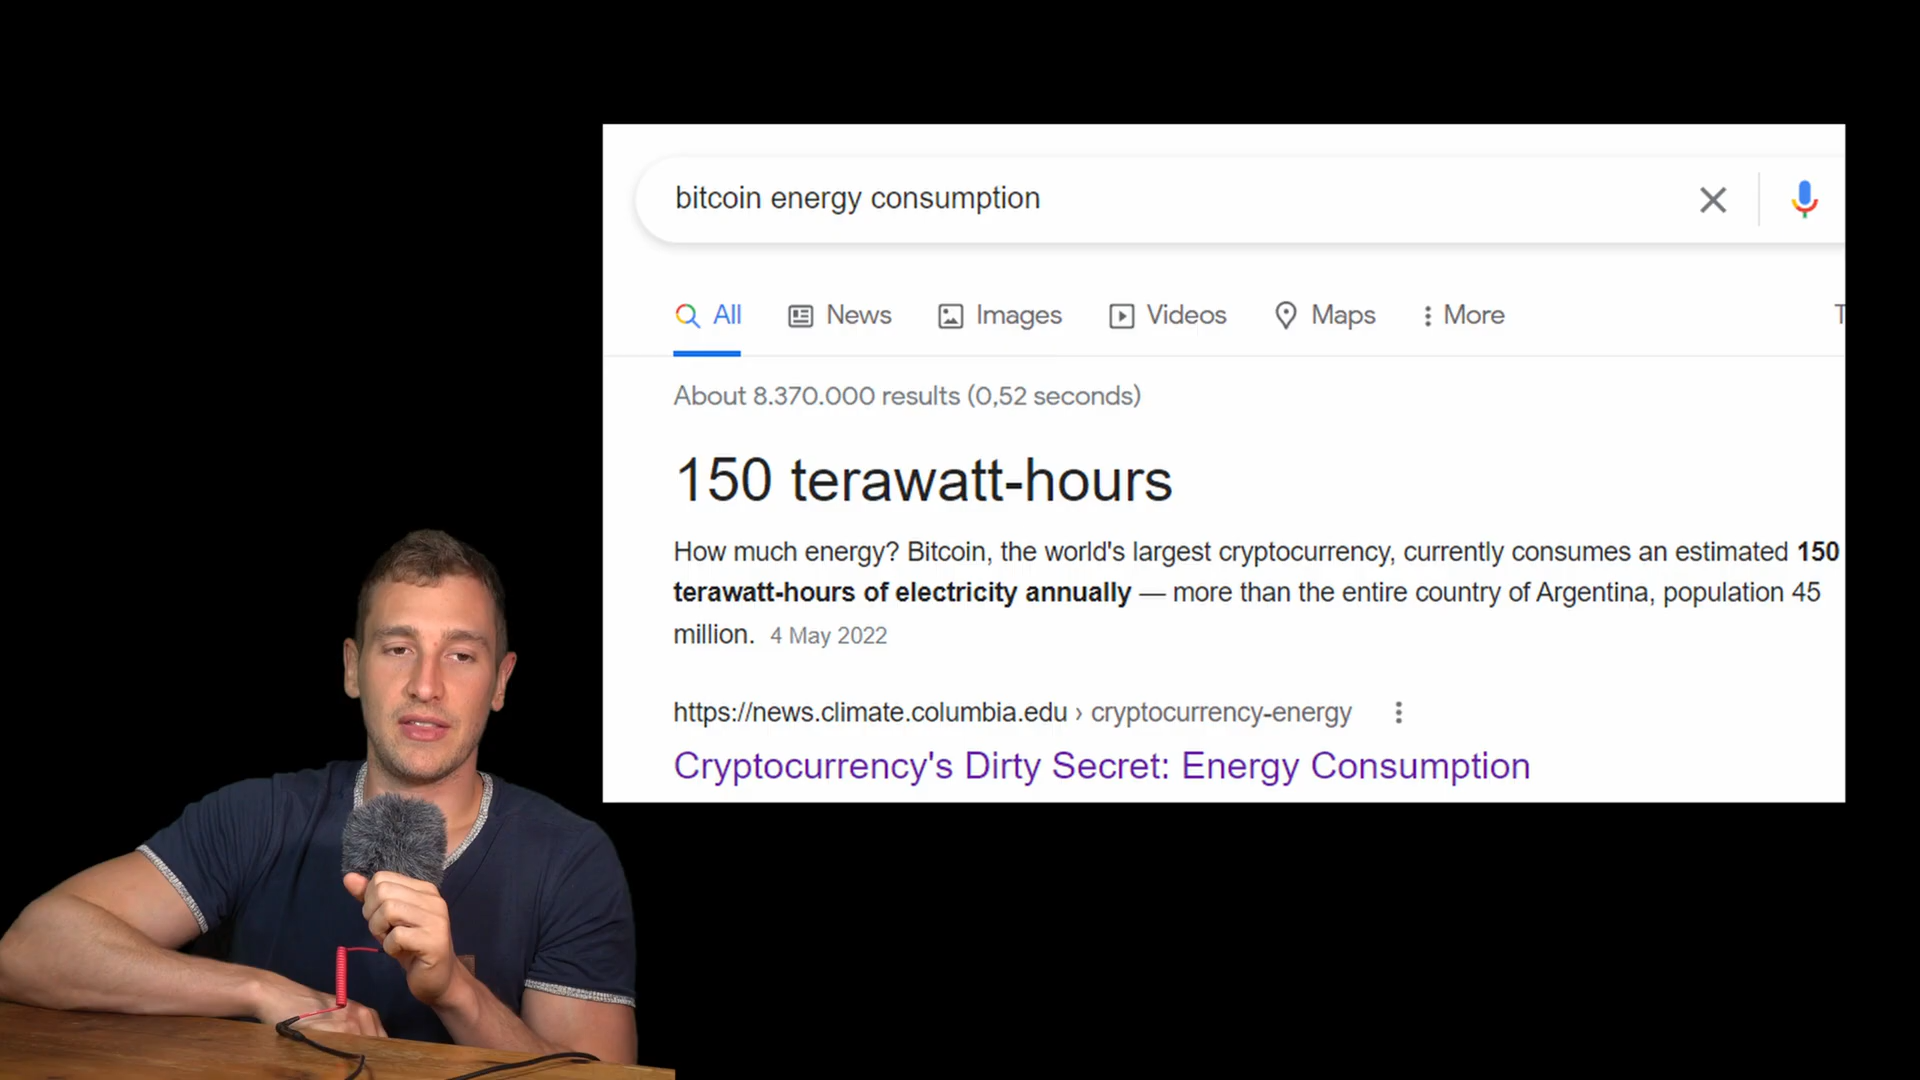 bitcoin energy consumption
All News Images Videos Maps More T
About 8.370.000 results (0,52 seconds)
150 terawatt-hours
How much energy? Bitcoin, the world's largest cryptocurrency, currently consumes an estimated 150
terawatt-hours of electricity annually — more than the entire country of Argentina, population 45
million. 4 May 2022
https://news.climate.columbia.edu › cryptocurrency-energy
Cryptocurrency's Dirty Secret: Energy Consumption